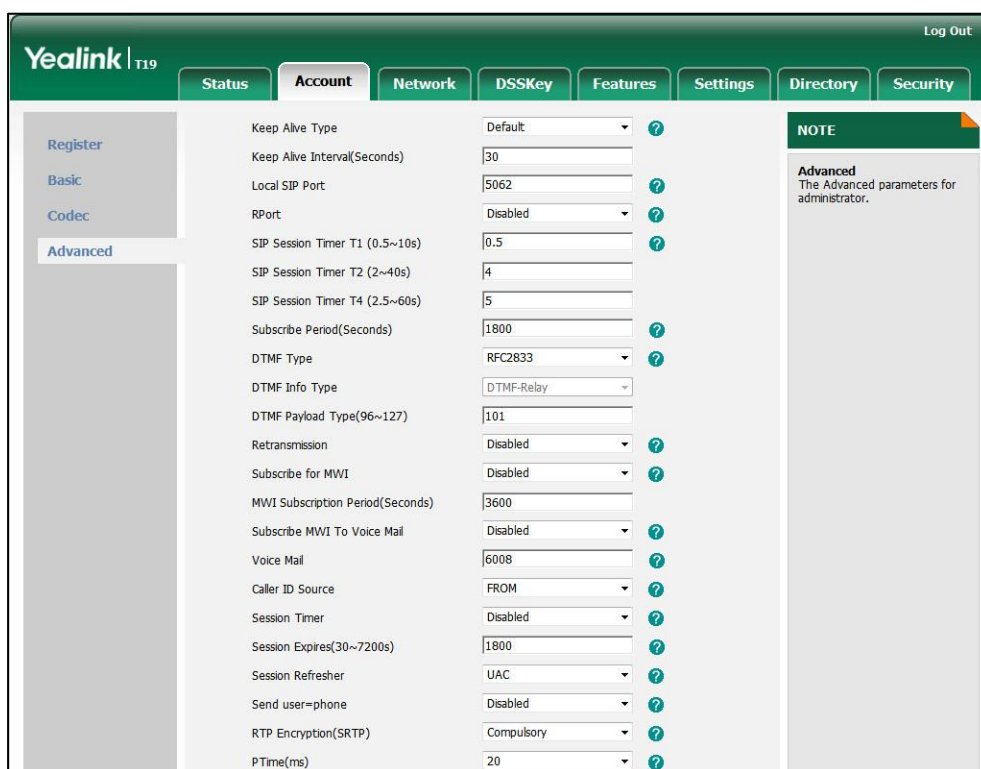 Log Out
Yealink T19
Status Account Network DSSKey Features Settings Directory Security
Register
Basic
Codec
Advanced
Keep Alive Type Default ?
Keep Alive Interval(Seconds) 30
Local SIP Port 5062 ?
RPort Disabled ?
SIP Session Timer T1 (0.5~10s) 0.5 ?
SIP Session Timer T2 (2~40s) 4
SIP Session Timer T4 (2.5~60s) 5
Subscribe Period(Seconds) 1800 ?
DTMF Type RFC2833 ?
DTMF Info Type DTMF-Relay
DTMF Payload Type(96~127) 101
Retransmission Disabled ?
Subscribe for MWI Disabled ?
MWI Subscription Period(Seconds) 3600
Subscribe MWI To Voice Mail Disabled ?
Voice Mail 6008 ?
Caller ID Source FROM ?
Session Timer Disabled ?
Session Expires(30~7200s) 1800 ?
Session Refresher UAC ?
Send user=phone Disabled ?
RTP Encryption(SRTP) Compulsory ?
PTime(ms) 20 ?
NOTE
Advanced
The Advanced parameters for
administrator.